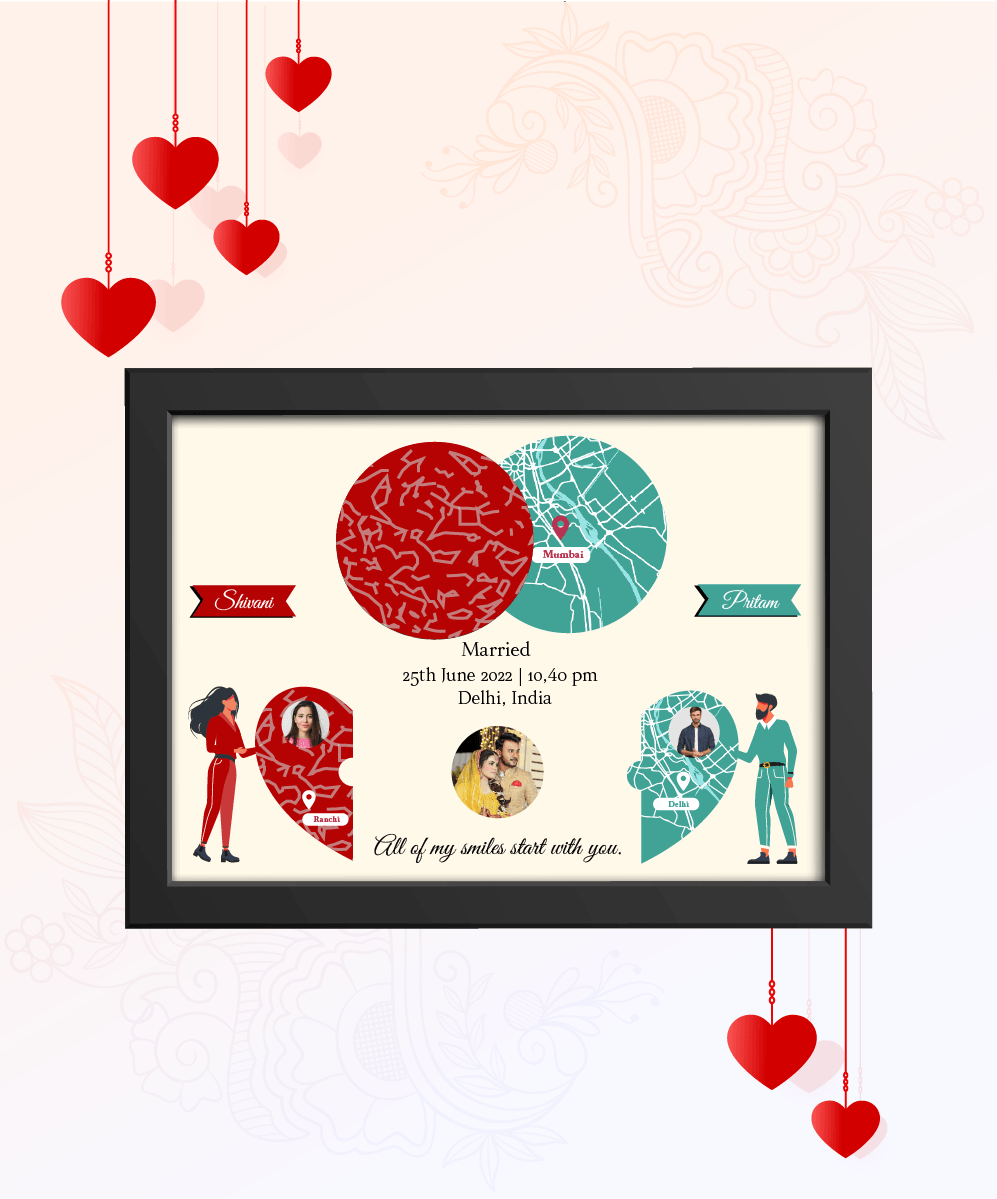 Mumbai
Shivani
Pritam
Married
25th June 2022 | 10,40 pm
Delhi, India
Ranchi
Delhi
All of my smiles start with you.